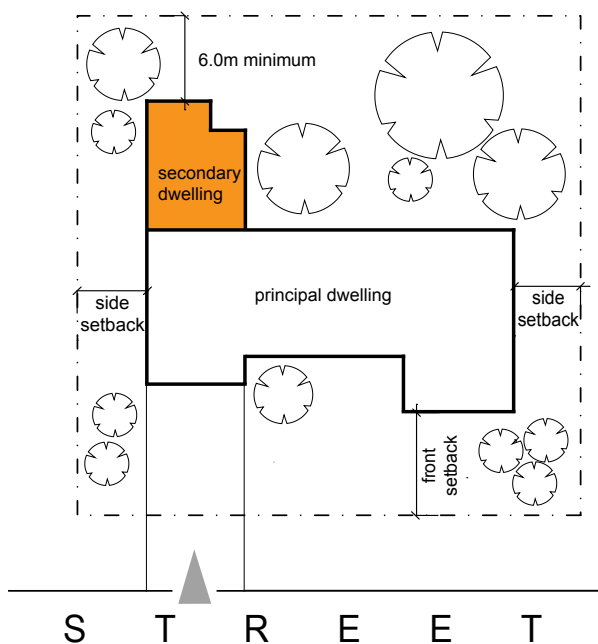 6.0m minimum
secondary
dwelling
principal dwelling
side
setback
side
setback
front
setback
S T R E E T